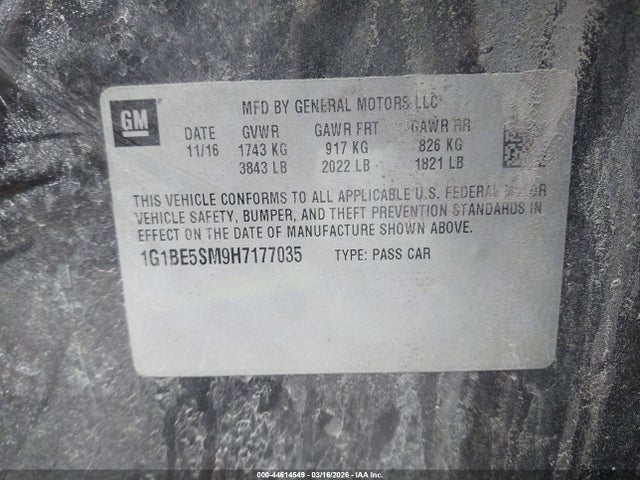 GM
MFD BY GENERAL MOTORS LLC
DATE GVWR GAWR FRT GAWR RR
11/16 1743 KG 917 KG 826 KG
3843 LB 2022 LB 1821 LB
THIS VEHICLE CONFORMS TO ALL APPLICABLE U.S. FEDERAL MOTOR
VEHICLE SAFETY, BUMPER, AND THEFT PREVENTION STANDARDS IN
EFFECT ON THE DATE OF MANUFACTURE SHOWN ABOVE.
1G1BE5SM9H7177035 TYPE: PASS CAR
000-44614549 - 03/16/2026 - IAA Inc.